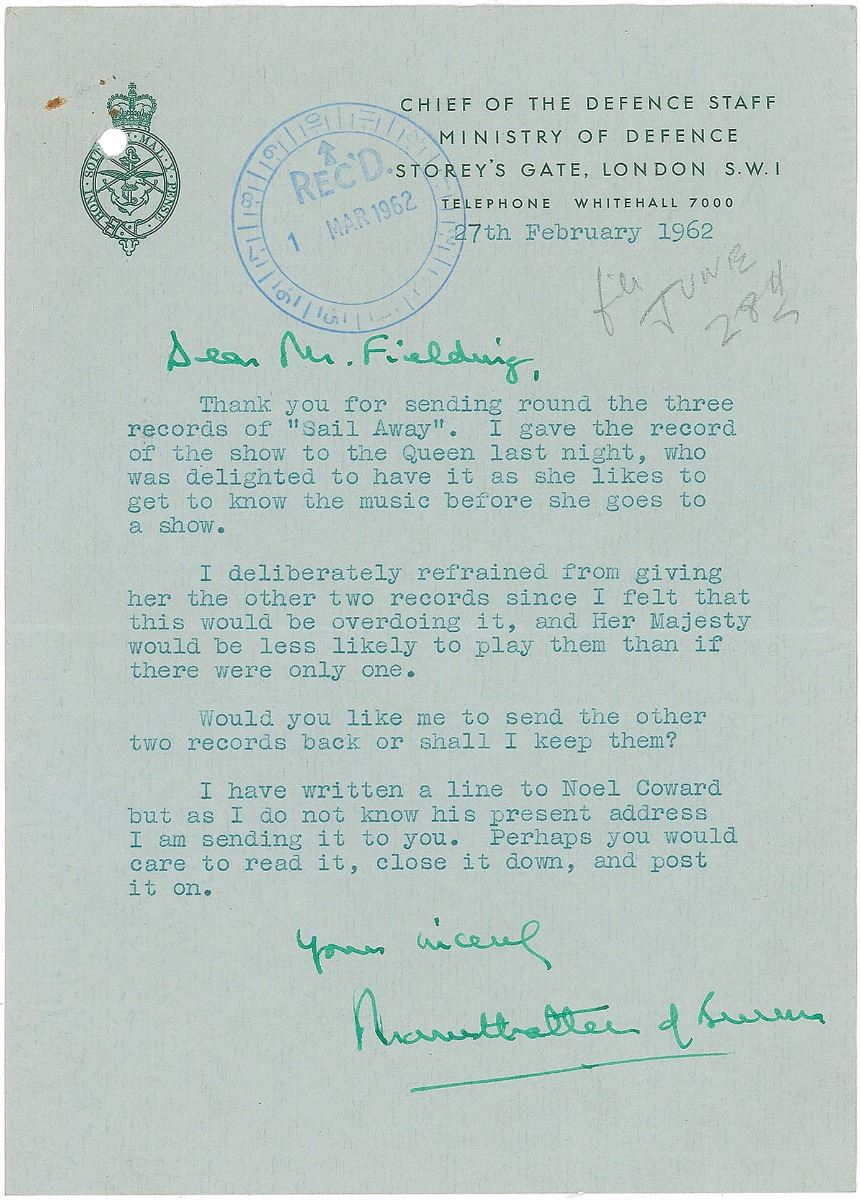 CHIEF OF THE DEFENCE STAFF
MINISTRY OF DEFENCE
STOREY'S GATE, LONDON S.W.1
TELEPHONE WHITEHALL 7000
HONI SOIT MAL Y PENSE
REC'D.
1 MAR 1962
27th February 1962
JUNE
28th
Dear Mr. Fielding,
Thank you for sending round the three
records of "Sail Away". I gave the record
of the show to the Queen last night, who
was delighted to have it as she likes to
get to know the music before she goes to
a show.
I deliberately refrained from giving
her the other two records since I felt that
this would be overdoing it, and Her Majesty
would be less likely to play them than if
there were only one.
Would you like me to send the other
two records back or shall I keep them?
I have written a line to Noel Coward
but as I do not know his present address
I am sending it to you. Perhaps you would
care to read it, close it down, and post
it on.
Yours sincerely
Mountbatten of Burma